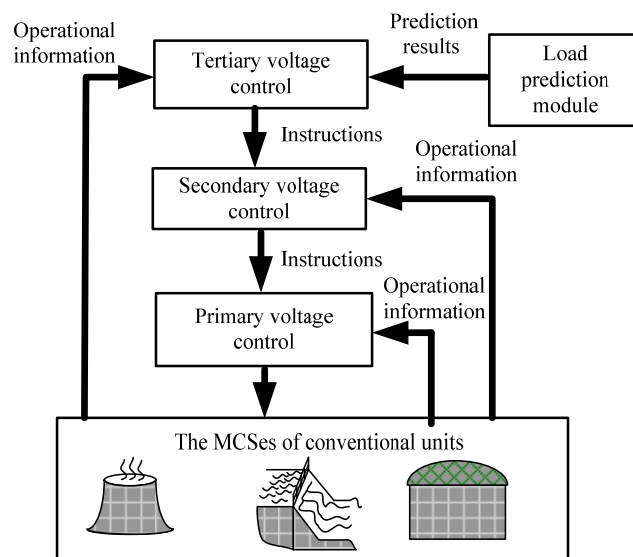 Operational
information
Prediction
results
Tertiary voltage
control
Load
prediction
module
Instructions
Operational
information
Secondary voltage
control
Instructions
Operational
information
Primary voltage
control
The MCSes of conventional units